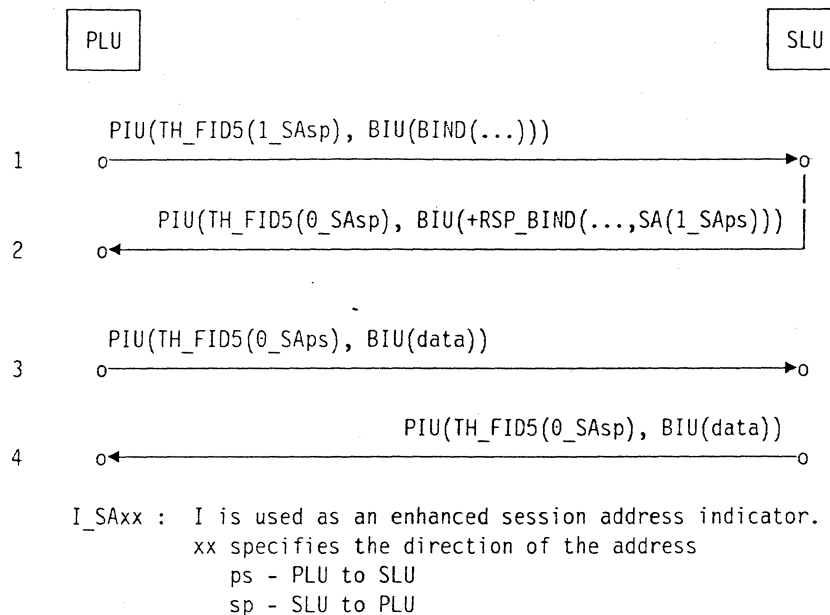 PLU SLU
PIU(TH_FID5(1_SAsp), BIU(BIND(...)))
1 o o
PIU(TH_FID5(0_SAsp), BIU(+RSP_BIND(...,SA(1_SAps)))
2 o
PIU(TH_FID5(0_SAps), BIU(data))
3 o o
PIU(TH_FID5(0_SAsp), BIU(data))
4 o o
I_SAxx : I is used as an enhanced session address indicator.
xx specifies the direction of the address
ps - PLU to SLU
sp - SLU to PLU